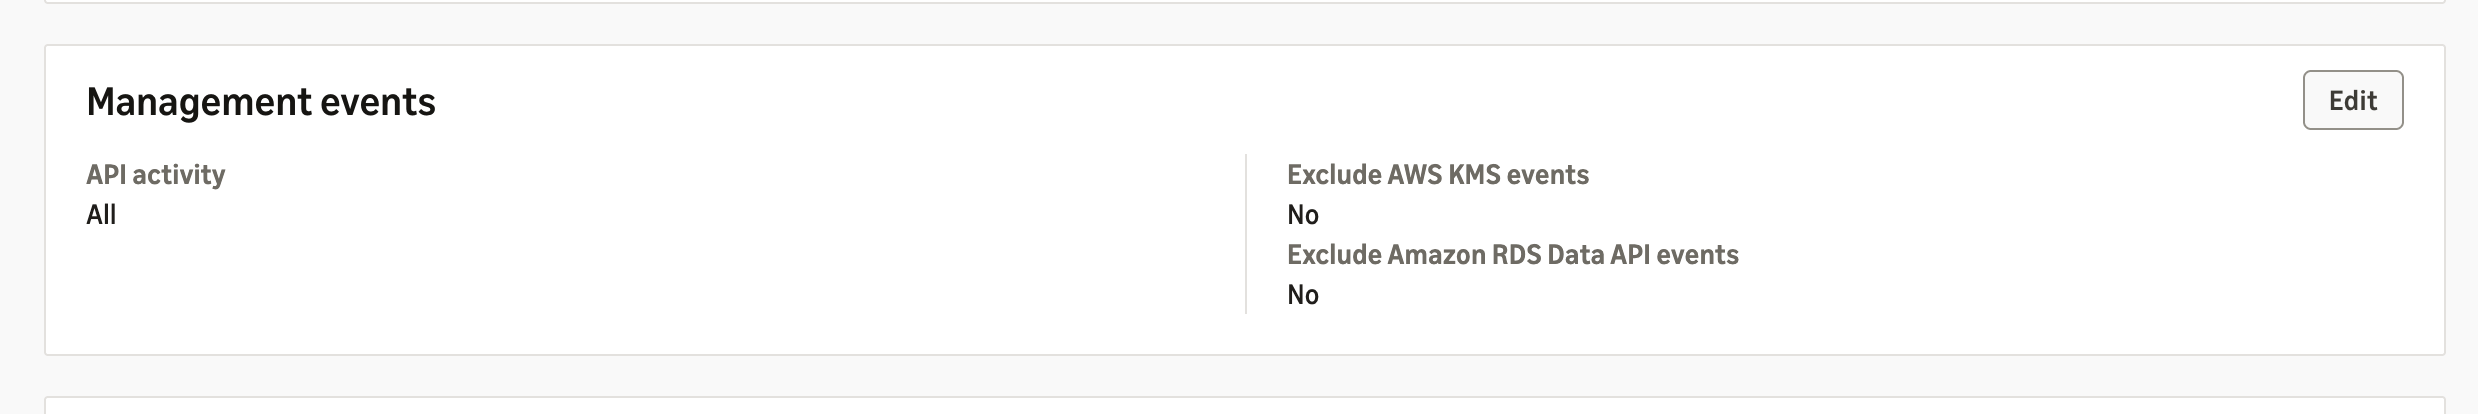 Management events
Edit
API activity
All
Exclude AWS KMS events
No
Exclude Amazon RDS Data API events
No